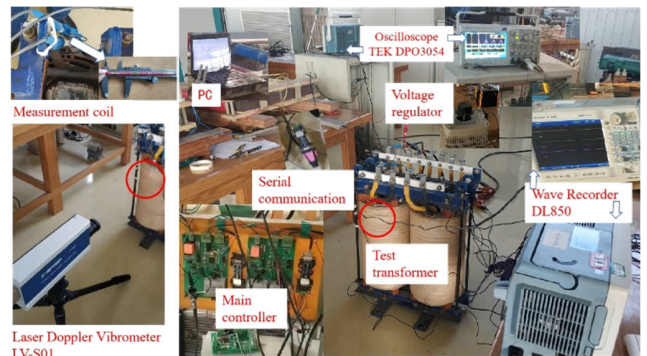 Oscilloscope
TEK DPO3054
PC
Voltage
regulator
Measurement coil
Serial
communication
Wave Recorder
DL850
Test
transformer
Main
controller
Laser Doppler Vibrometer
LV-S01